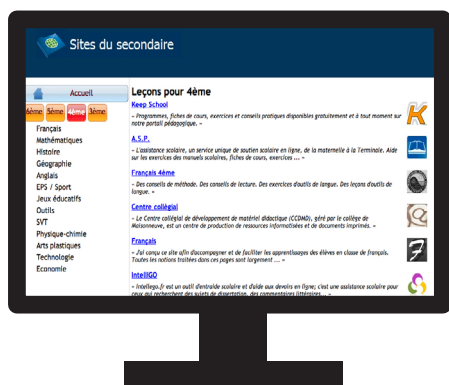 Sites du secondaire
Accueil
6ème 5ème 4ème 3ème
Français
Mathématiques
Histoire
Géographie
Anglais
EPS / Sport
Jeux éducatifs
Outils
SVT
Physique-chimie
Arts plastiques
Technologie
Economie
Leçons pour 4ème
Keep School
« Programmes, fiches de cours, exercices et conseils pratiques disponibles gratuitement et à tout moment sur
notre portail pédagogique. »
A.S.P.
« L'assistance scolaire, un service unique de soutien scolaire en ligne, de la maternelle à la Terminale. Aide
sur les exercices des manuels scolaires, fiches de cours, exercices ... »
Français 4ème
« Des conseils de méthode. Des conseils de lecture. Des exercices d'outils de langue. Des leçons d'outils de
langue. »
Centre collégial
« Le Centre collégial de développement de matériel didactique (CCDMD), géré par le collège de
Maisonneuve, est un centre de production de ressources informatisées et de documents imprimés. »
Français
« J'ai conçu ce site afin d'accompagner et de faciliter les apprentissages des élèves en classe de français.
Toutes les notions traitées dans ces pages sont largement ... »
IntelliGO
« Intellego.fr est un outil d'entraide scolaire et d'aide aux devoirs en ligne; c'est une assistance scolaire pour
ceux qui recherchent des sujets de dissertation, des commentaires littéraires... »